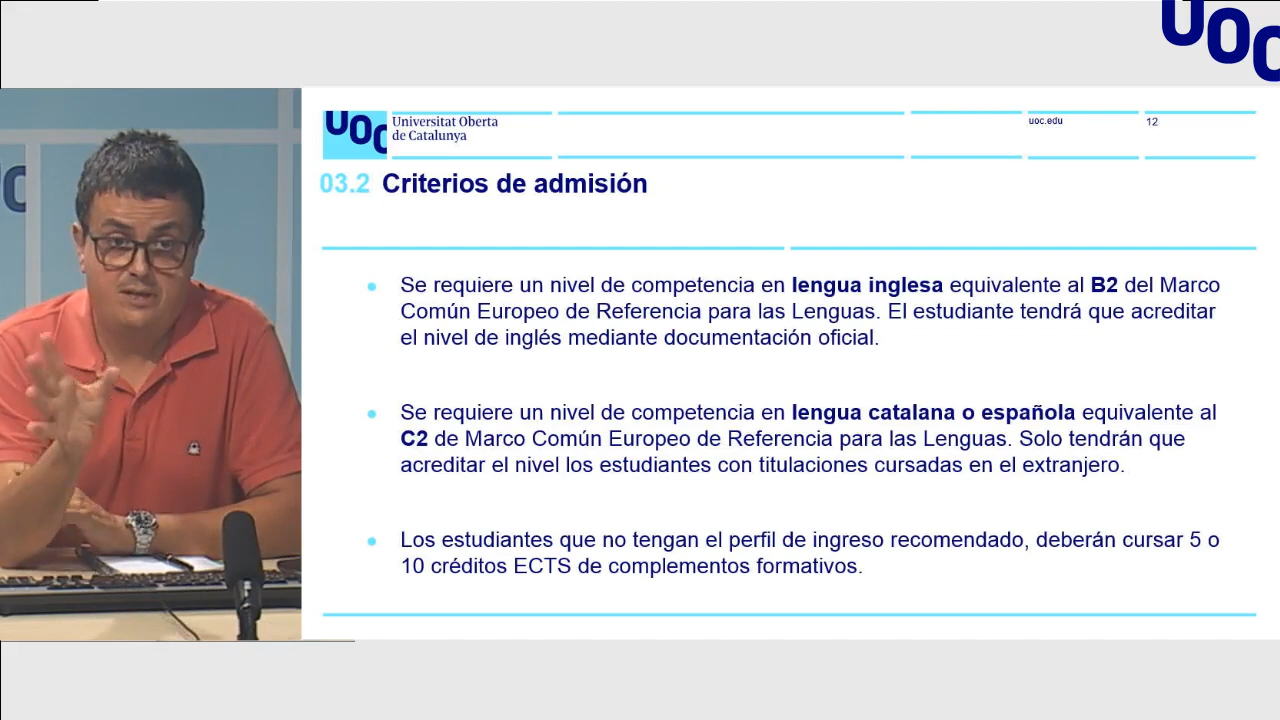 UOC
UOC
Universitat Oberta
de Catalunya
uoc.edu
12
03.2 Criterios de admisión
Se requiere un nivel de competencia en lengua inglesa equivalente al B2 del Marco
Común Europeo de Referencia para las Lenguas. El estudiante tendrá que acreditar
el nivel de inglés mediante documentación oficial.
Se requiere un nivel de competencia en lengua catalana o española equivalente al
C2 de Marco Común Europeo de Referencia para las Lenguas. Solo tendrán que
acreditar el nivel los estudiantes con titulaciones cursadas en el extranjero.
Los estudiantes que no tengan el perfil de ingreso recomendado, deberán cursar 5 o
10 créditos ECTS de complementos formativos.